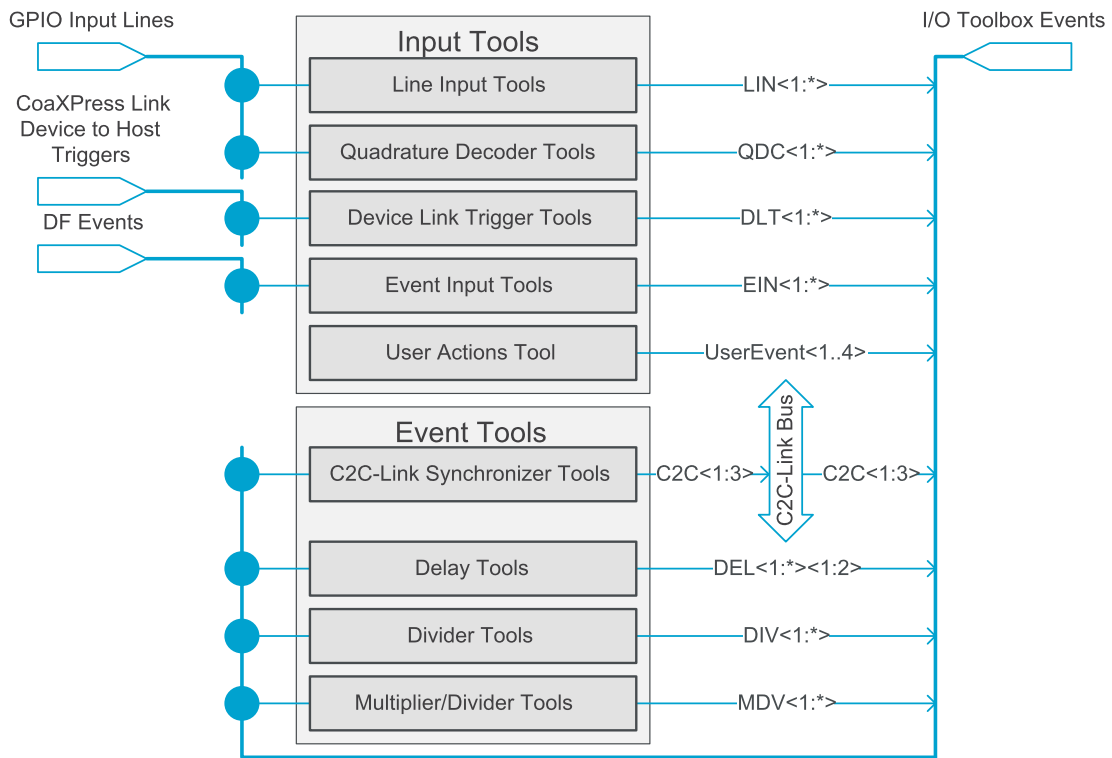 GPIO Input Lines
I/O Toolbox Events
Input Tools
Line Input Tools
LIN<1:*>
CoaXPress Link
Device to Host
Triggers
Quadrature Decoder Tools
QDC<1:*>
Device Link Trigger Tools
DLT<1:*>
DF Events
Event Input Tools
EIN<1:*>
User Actions Tool
UserEvent<1..4>
Event Tools
C2C-Link Synchronizer Tools
C2C<1:3>
C2C-Link Bus
C2C<1:3>
Delay Tools
DEL<1:*><1:2>
Divider Tools
DIV<1:*>
Multiplier/Divider Tools
MDV<1:*>